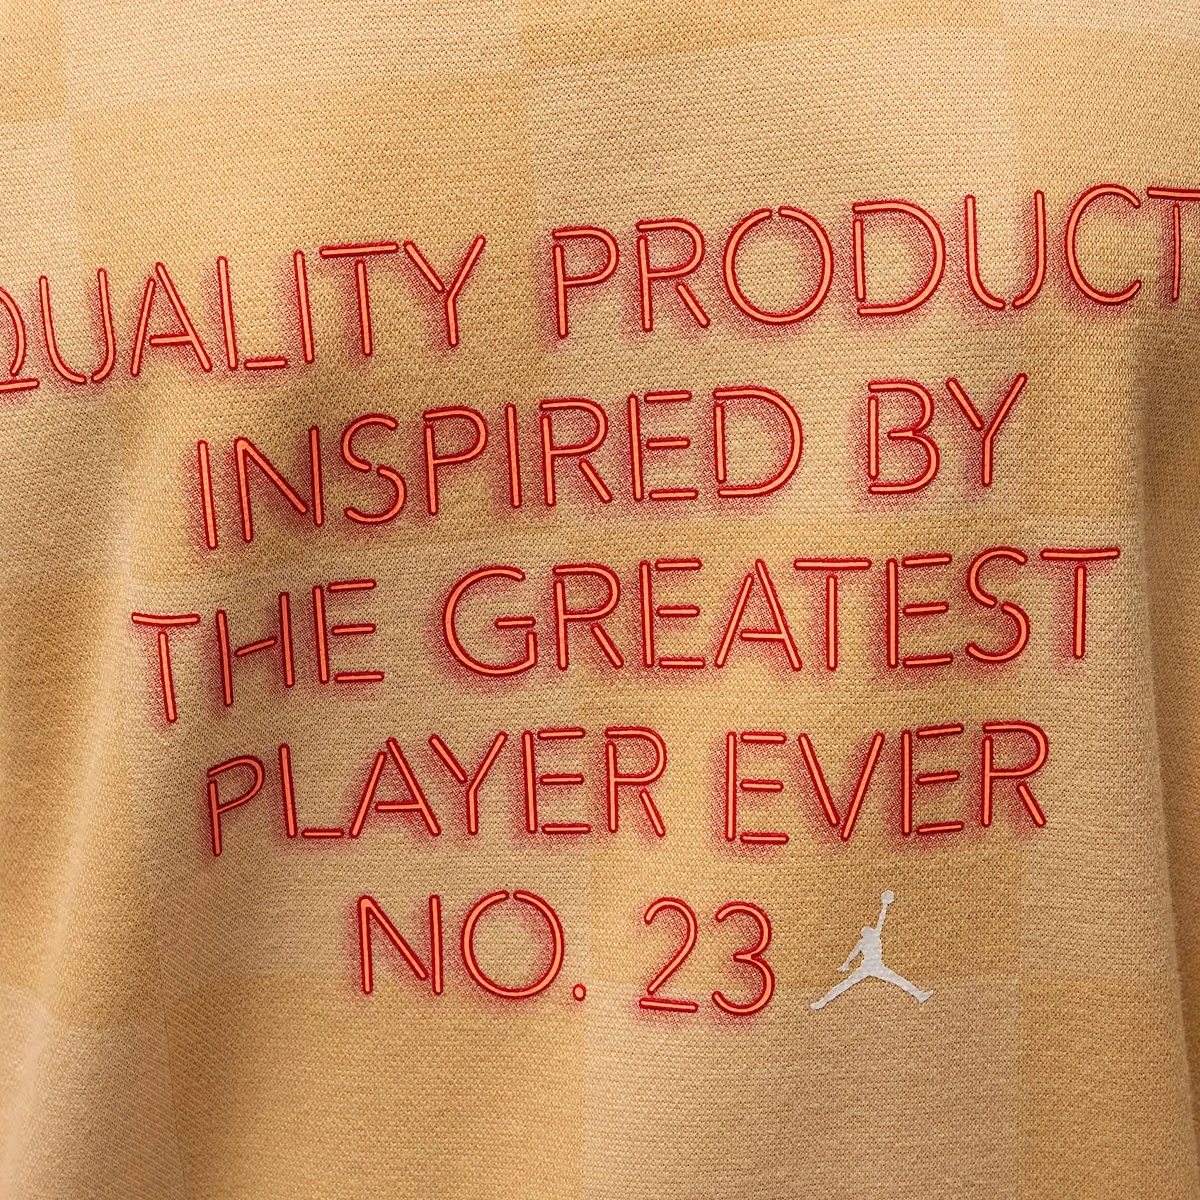 QUALITY PRODUCT
INSPIRED BY
THE GREATEST
PLAYER EVER
NO. 23